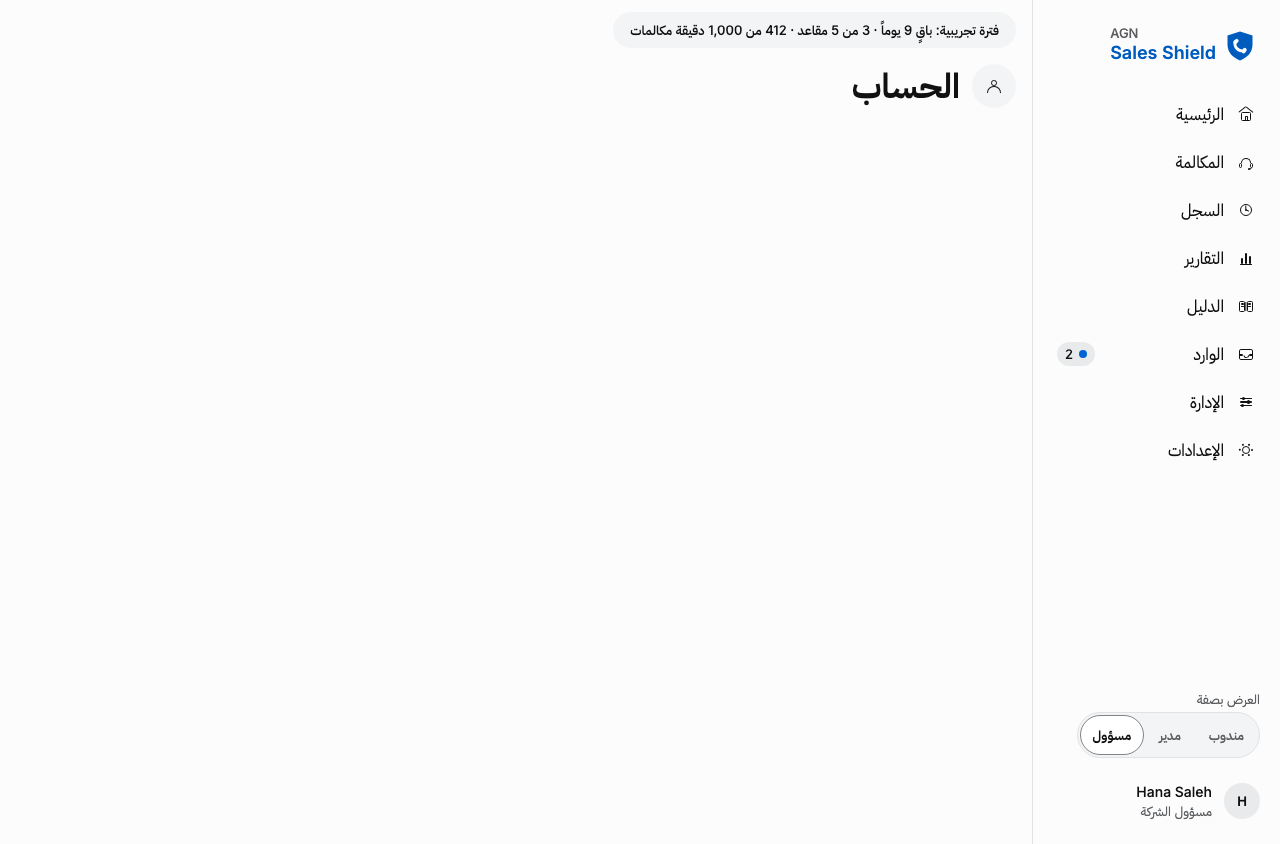 AGN
Sales Shield
الرئيسية
المكالمة
السجل
التقارير
الدليل
الوارد
2
الإدارة
الإعدادات
العرض بصفة
مندوب
مدير
مسؤول
H
Hana Saleh
مسؤول الشركة
فترة تجريبية: باقٍ 9 يوماً · 3 من 5 مقاعد · 412 من 1,000 دقيقة مكالمات
الحساب